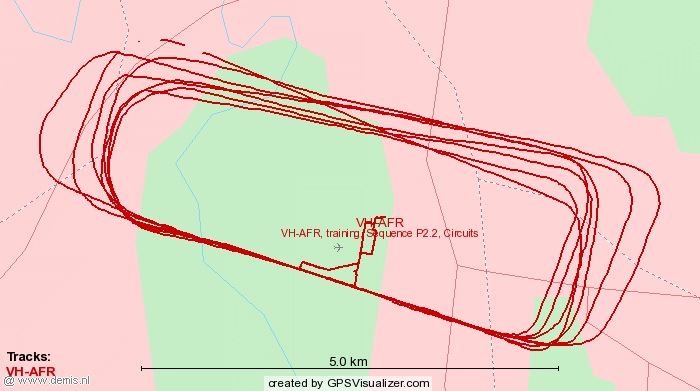 VH-AFR
VH-AFR, training, Sequence P2.2, Circuits
Tracks:
VH-AFR
@ www.demis.nl
5.0 km
created by GPSVisualizer.com